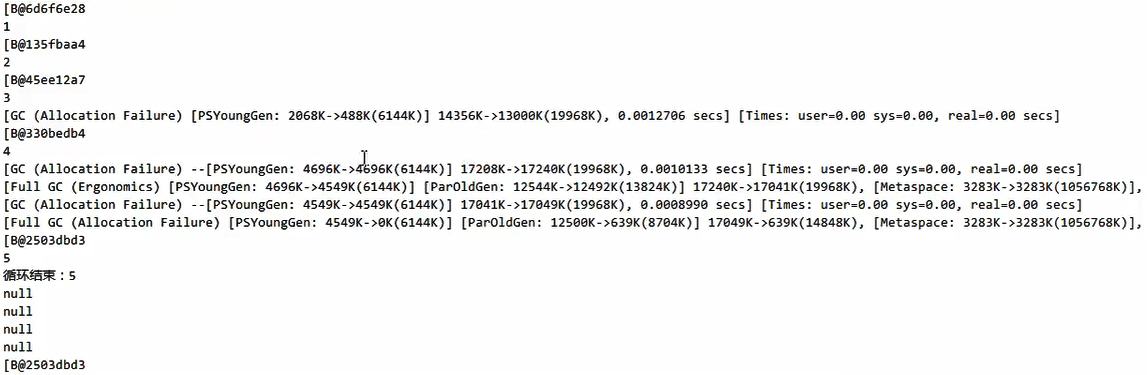 [B@6d6f6e28
1
[B@135fbaa4
2
[B@45ee12a7
3
[GC (Allocation Failure) [PSYoungGen: 2068K->488K(6144K)] 14356K->13000K(19968K), 0.0012706 secs] [Times: user=0.00 sys=0.00, real=0.00 secs]
[B@330bedb4
4
[GC (Allocation Failure) --[PSYoungGen: 4696K->4696K(6144K)] 17208K->17240K(19968K), 0.0010133 secs] [Times: user=0.00 sys=0.00, real=0.00 secs]
[Full GC (Ergonomics) [PSYoungGen: 4696K->4549K(6144K)] [ParOldGen: 12544K->12492K(13824K)] 17240K->17041K(19968K), [Metaspace: 3283K->3283K(1056768K)],
[GC (Allocation Failure) --[PSYoungGen: 4549K->4549K(6144K)] 17041K->17049K(19968K), 0.0008990 secs] [Times: user=0.00 sys=0.00, real=0.00 secs]
[Full GC (Allocation Failure) [PSYoungGen: 4549K->0K(6144K)] [ParOldGen: 12500K->639K(8704K)] 17049K->639K(14848K), [Metaspace: 3283K->3283K(1056768K)],
[B@2503dbd3
5
循环结束：5
null
null
null
null
[B@2503dbd3